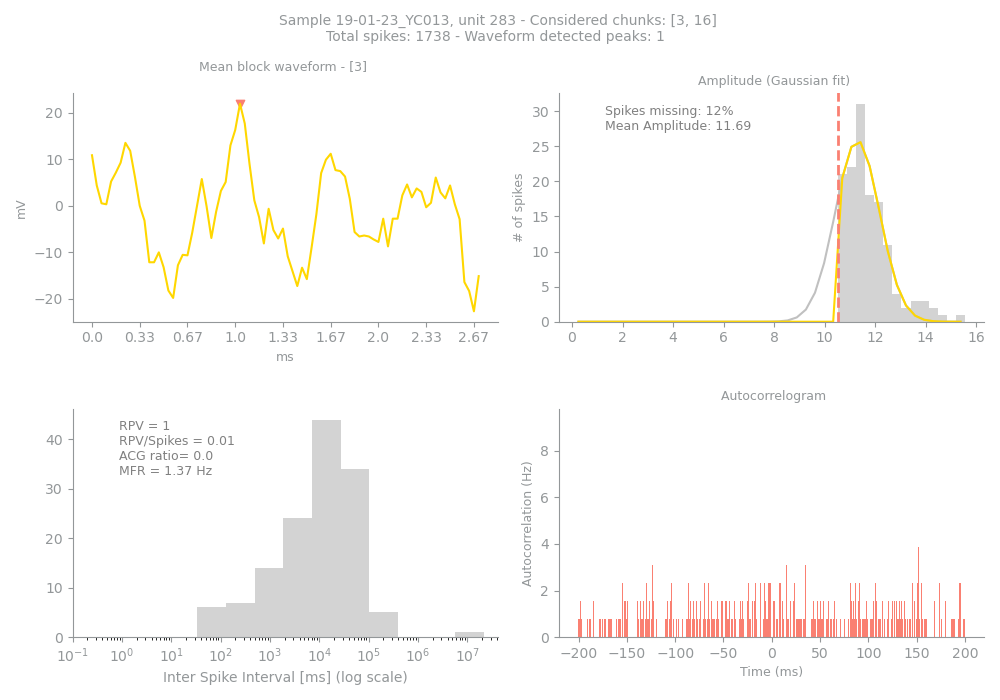 Sample 19-01-23_YC013, unit 283 - Considered chunks: [3, 16]
Total spikes: 1738 - Waveform detected peaks: 1
Mean block waveform - [3]
20
10
0
−10
−20
mV
0.0 0.33 0.67 1.0 1.33 1.67 2.0 2.33 2.67
ms
Amplitude (Gaussian fit)
Spikes missing: 12%
Mean Amplitude: 11.69
30
25
20
15
10
5
0
# of spikes
0 2 4 6 8 10 12 14 16
RPV = 1
RPV/Spikes = 0.01
ACG ratio= 0.0
MFR = 1.37 Hz
40
30
20
10
0
10⁻¹ 10⁰ 10¹ 10² 10³ 10⁴ 10⁵ 10⁶ 10⁷
Inter Spike Interval [ms] (log scale)
Autocorrelogram
8
6
4
2
0
Autocorrelation (Hz)
−200 −150 −100 −50 0 50 100 150 200
Time (ms)